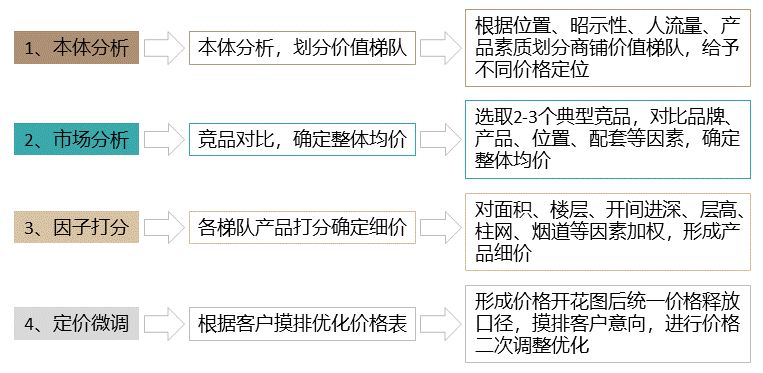 1、本体分析
本体分析，划分价值梯队
根据位置、昭示性、人流量、产
品素质划分商铺价值梯队，给予
不同价格定位
2、市场分析
竞品对比，确定整体均价
选取2-3个典型竞品，对比品牌、
产品、位置、配套等因素，确定
整体均价
3、因子打分
各梯队产品打分确定细价
对面积、楼层、开间进深、层高、
柱网、烟道等因素加权，形成产
品细价
4、定价微调
根据客户摸排优化价格表
形成价格开花图后统一价格释放
口径，摸排客户意向，进行价格
二次调整优化